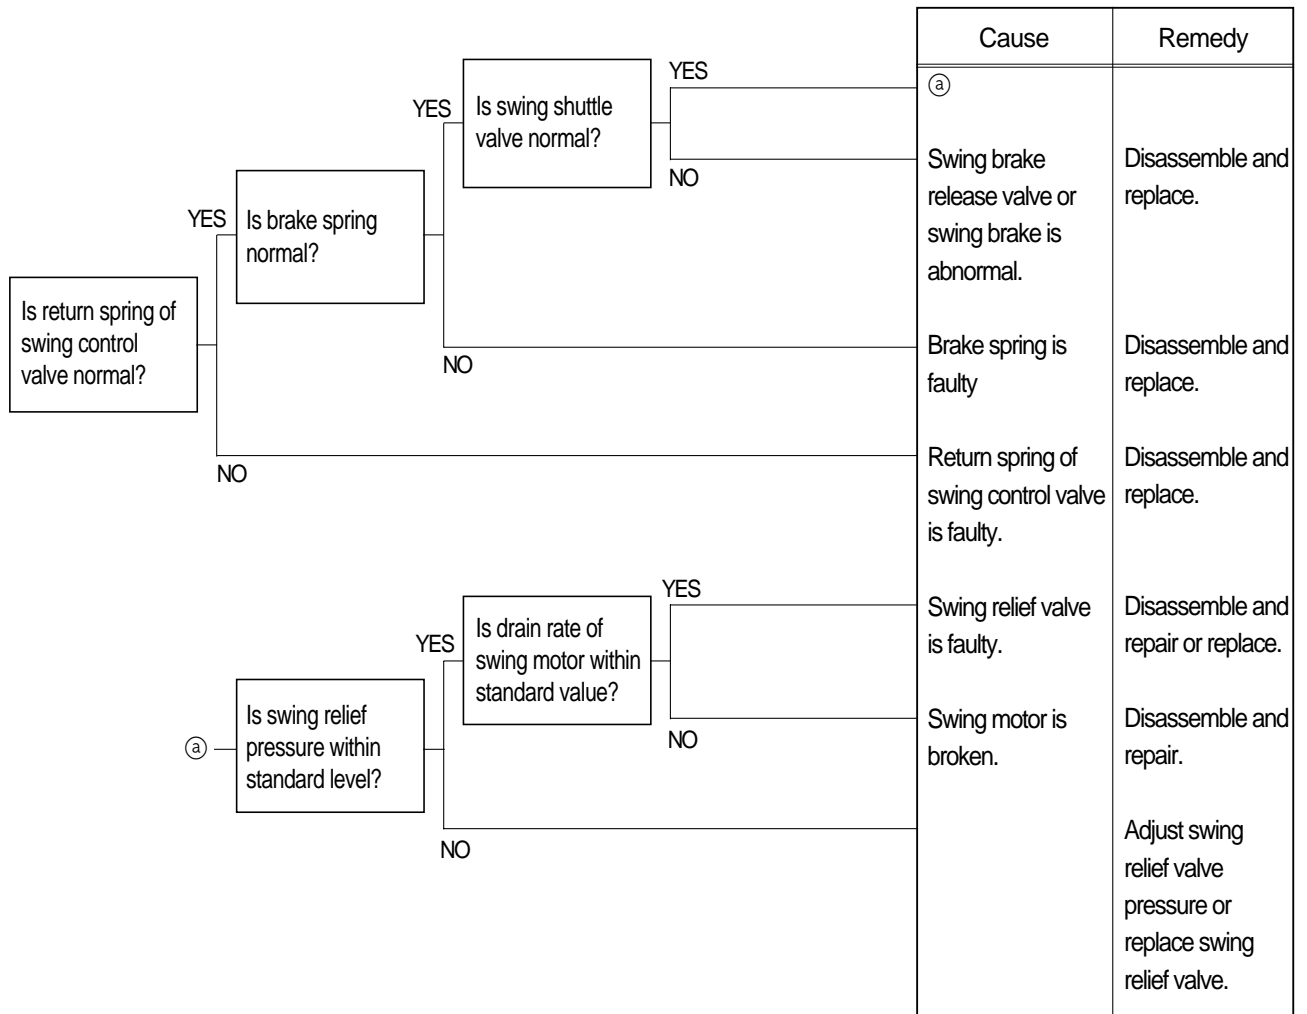 Cause
Remedy
YES
ⓐ
Is swing shuttle
valve normal?
YES
NO
Swing brake
release valve or
swing brake is
abnormal.
Disassemble and
replace.
Is brake spring
normal?
YES
Is return spring of
swing control
valve normal?
NO
Brake spring is
faulty
Disassemble and
replace.
NO
Return spring of
swing control valve
is faulty.
Disassemble and
replace.
YES
Is drain rate of
swing motor within
standard value?
YES
Swing relief valve
is faulty.
Disassemble and
repair or replace.
ⓐ
Is swing relief
pressure within
standard level?
NO
Swing motor is
broken.
Disassemble and
repair.
NO
Adjust swing
relief valve
pressure or
replace swing
relief valve.